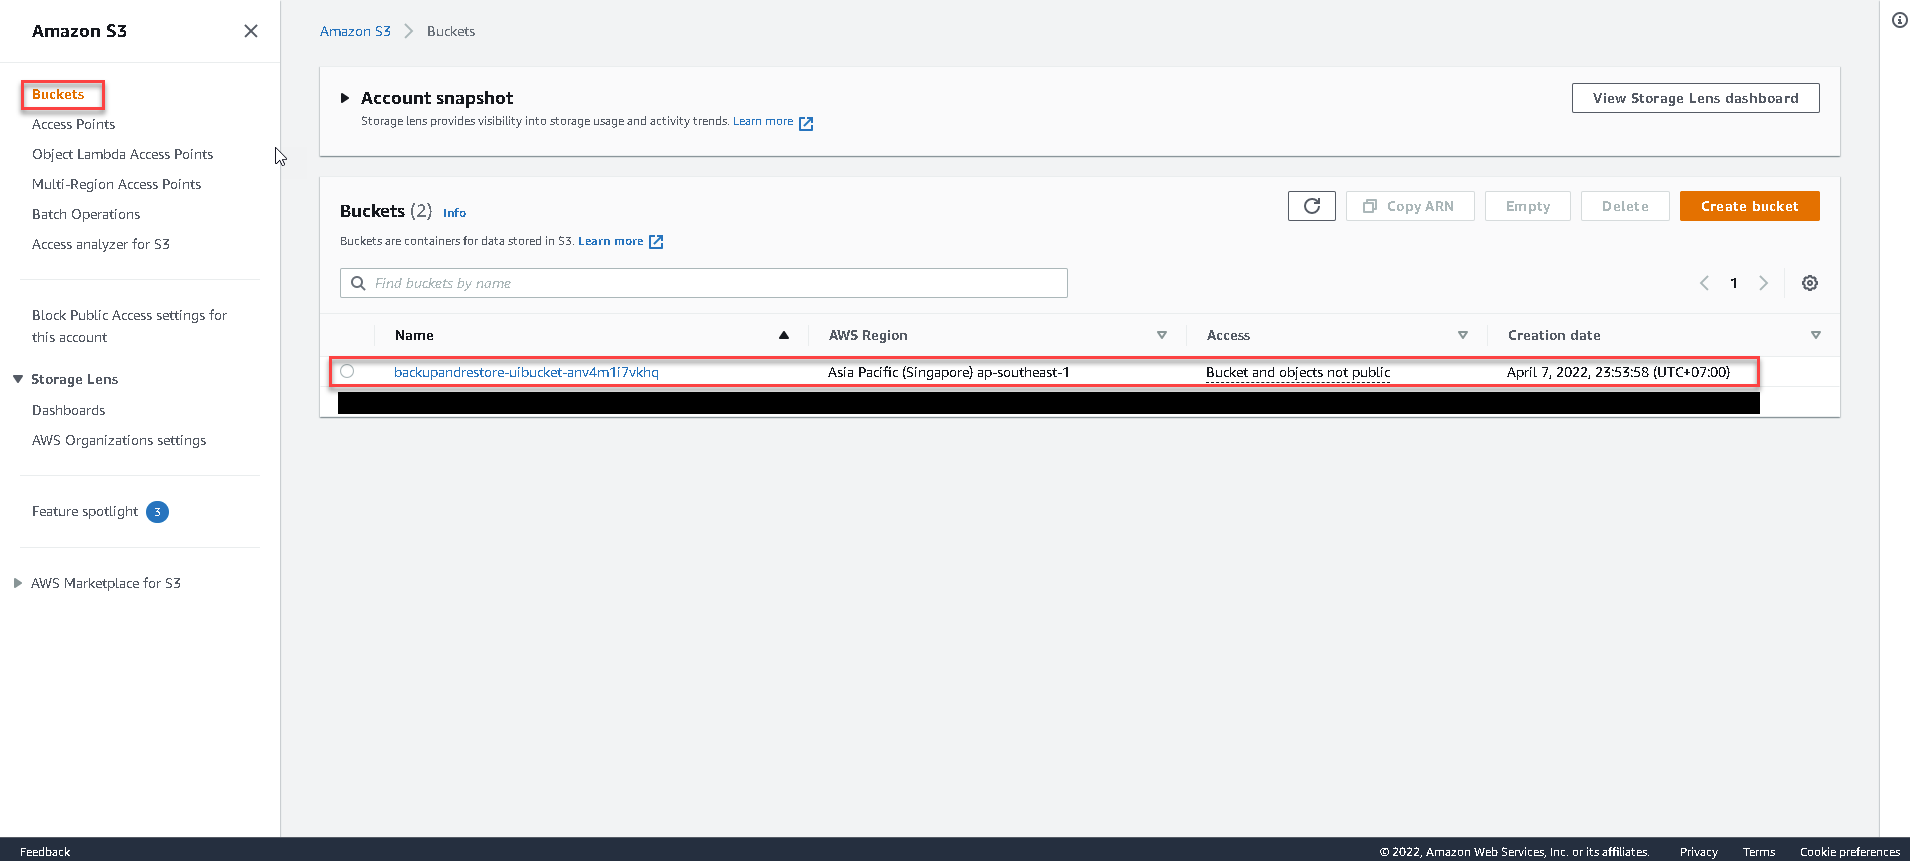 Amazon S3
Buckets
Access Points
Object Lambda Access Points
Multi-Region Access Points
Batch Operations
Access analyzer for S3
Block Public Access settings for
this account
Storage Lens
Dashboards
AWS Organizations settings
Feature spotlight 3
AWS Marketplace for S3
Amazon S3 Buckets
Account snapshot
Storage lens provides visibility into storage usage and activity trends. Learn more
View Storage Lens dashboard
Buckets (2) Info
Buckets are containers for data stored in S3. Learn more
Copy ARN Empty Delete Create bucket
Find buckets by name
1
Name AWS Region Access Creation date
backupandrestore-uibucket-anv4m1i7vkhq Asia Pacific (Singapore) ap-southeast-1 Bucket and objects not public April 7, 2022, 23:53:58 (UTC+07:00)
Feedback © 2022, Amazon Web Services, Inc. or its affiliates. Privacy Terms Cookie preferences